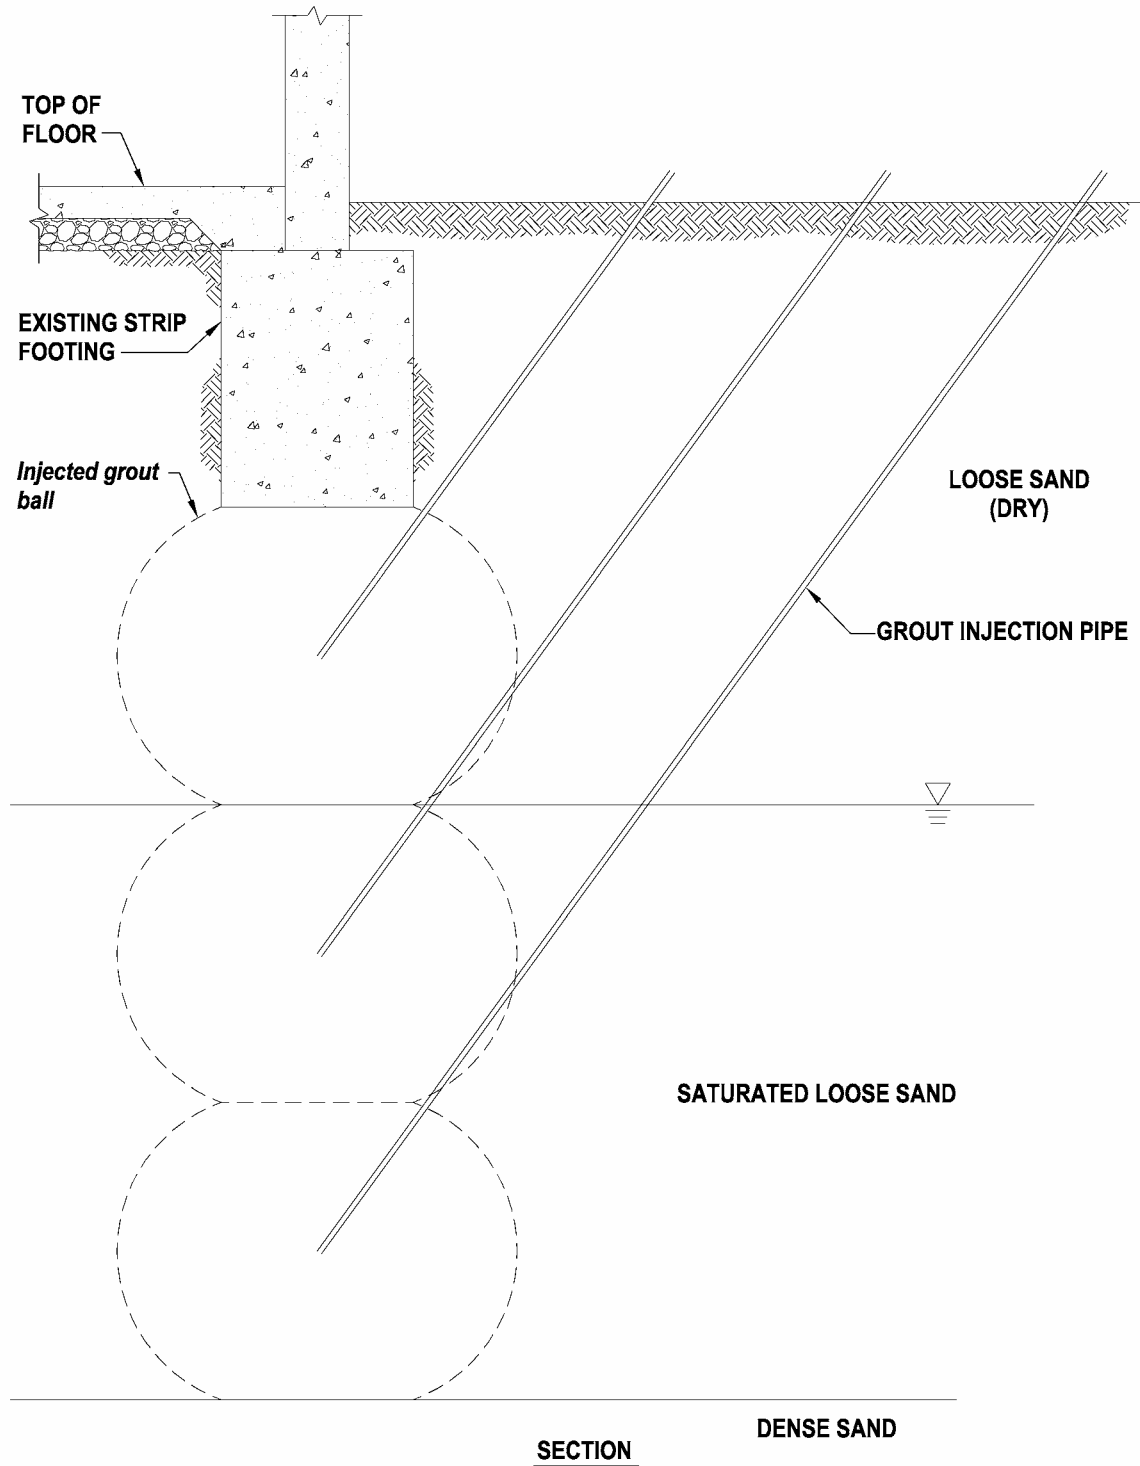 TOP OF
FLOOR
EXISTING STRIP
FOOTING
Injected grout
ball
LOOSE SAND
(DRY)
GROUT INJECTION PIPE
SATURATED LOOSE SAND
DENSE SAND
SECTION